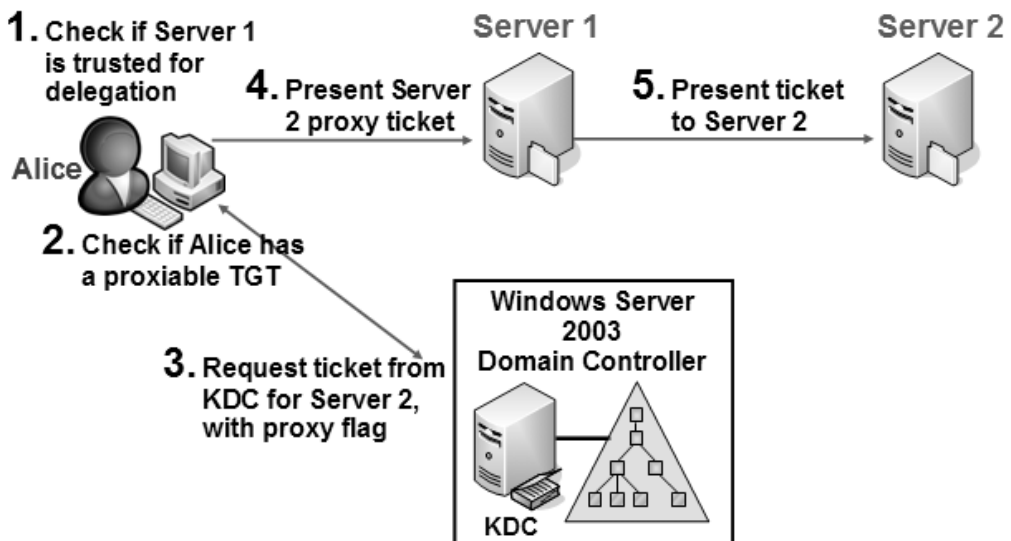 1. Check if Server 1
is trusted for
delegation
Server 1
Server 2
4. Present Server
2 proxy ticket
5. Present ticket
to Server 2
Alice
2. Check if Alice has
a proxiable TGT
3. Request ticket from
KDC for Server 2,
with proxy flag
Windows Server
2003
Domain Controller
KDC